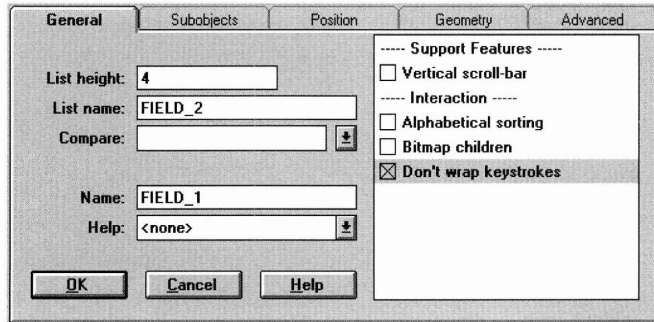 General Subobjects Position Geometry Advanced
List height: 4
List name: FIELD_2
Compare:
Name: FIELD_1
Help: <none>
OK Cancel Help
----- Support Features -----
Vertical scroll-bar
----- Interaction -----
Alphabetical sorting
Bitmap children
Don't wrap keystrokes